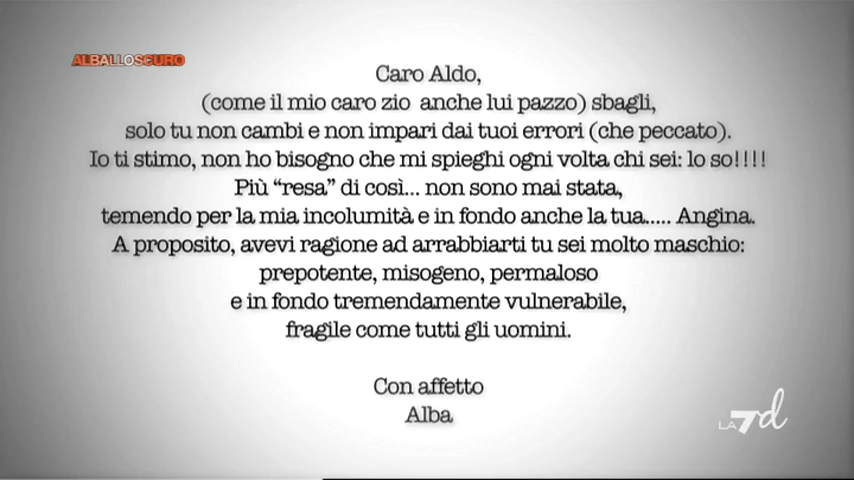 ALBALLOSCURO
Caro Aldo,
(come il mio caro zio anche lui pazzo) sbagli,
solo tu non cambi e non impari dai tuoi errori (che peccato).
Io ti stimo, non ho bisogno che mi spieghi ogni volta chi sei: lo so!!!!
Più “resa” di così... non sono mai stata,
temendo per la mia incolumità e in fondo anche la tua..... Angina.
A proposito, avevi ragione ad arrabbiarti tu sei molto maschio:
prepotente, misogeno, permaloso
e in fondo tremendamente vulnerabile,
fragile come tutti gli uomini.
Con affetto
Alba
LA7d